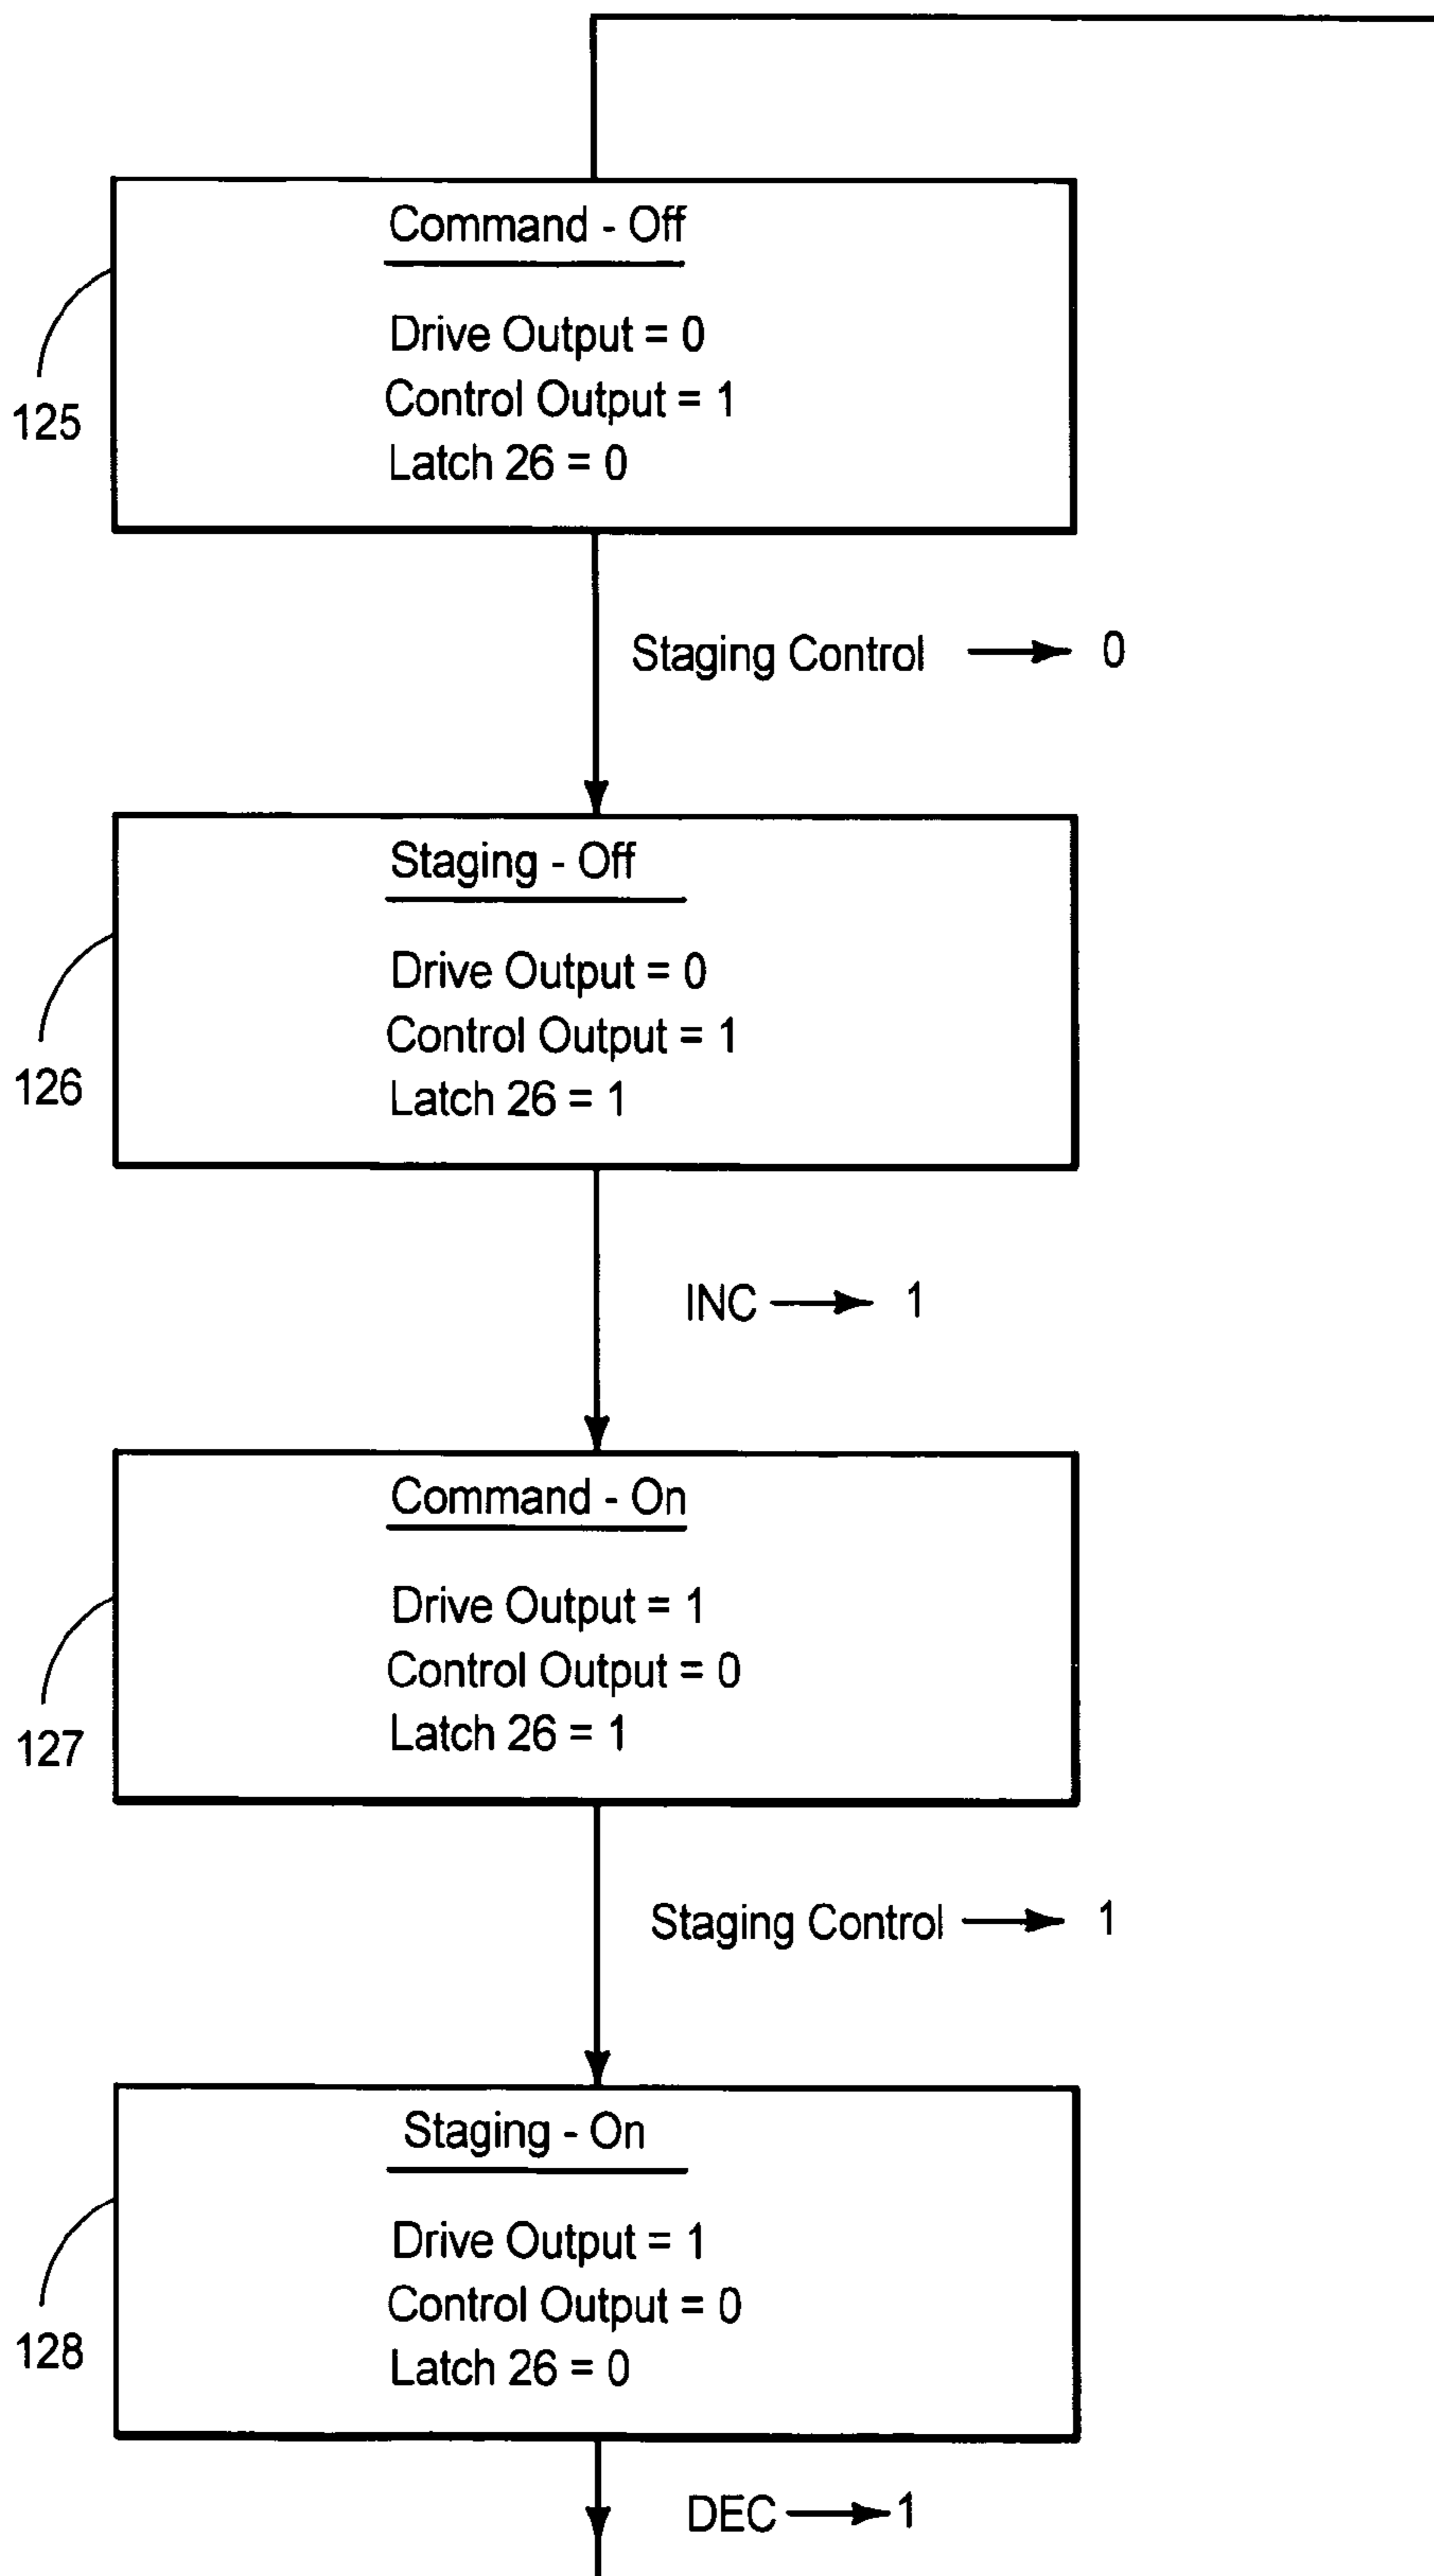 Command - Off
Drive Output = 0
Control Output = 1
Latch 26 = 0
125
Staging Control → 0
Staging - Off
Drive Output = 0
Control Output = 1
Latch 26 = 1
126
INC → 1
Command - On
Drive Output = 1
Control Output = 0
Latch 26 = 1
127
Staging Control → 1
Staging - On
Drive Output = 1
Control Output = 0
Latch 26 = 0
128
DEC → 1